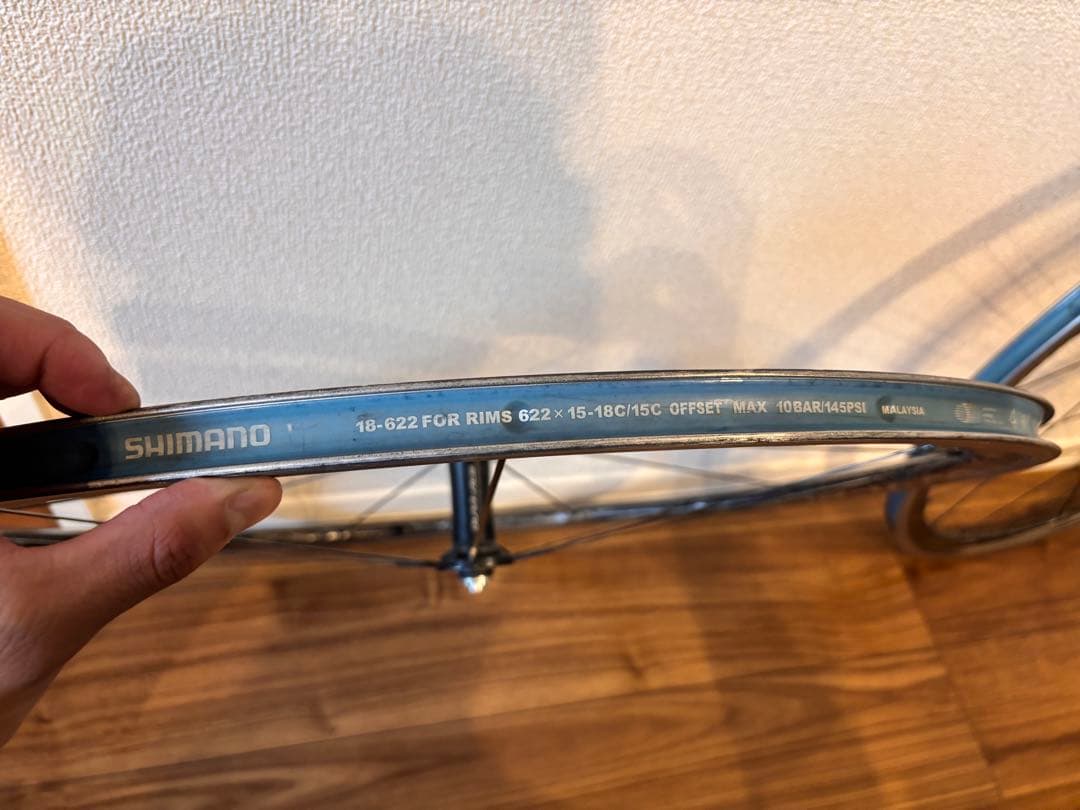 SHIMANO 18-622 FOR RIMS 622 × 15-18C/15C OFFSET MAX 10BAR/145PSI MALAYSIA